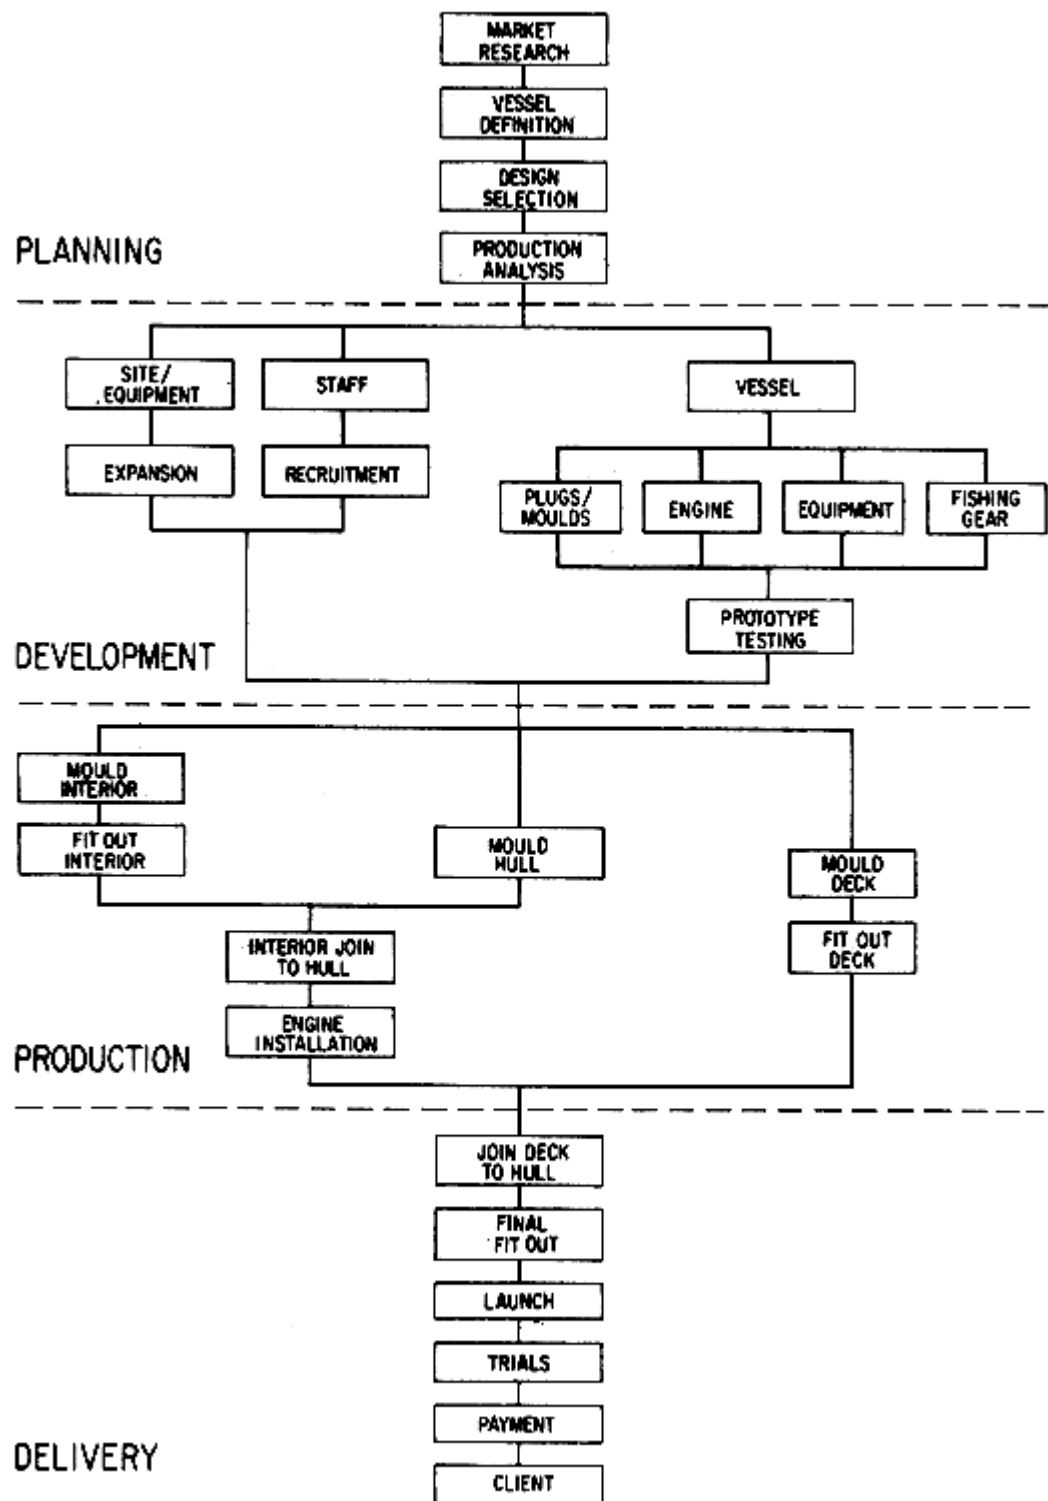 MARKET
RESEARCH
VESSEL
DEFINITION
DESIGN
SELECTION
PLANNING
PRODUCTION
ANALYSIS
SITE/
EQUIPMENT
STAFF
VESSEL
EXPANSION
RECRUITMENT
PLUGS/
MOULDS
ENGINE
EQUIPMENT
FISHING
GEAR
PROTOTYPE
TESTING
DEVELOPMENT
MOULD
INTERIOR
FIT OUT
INTERIOR
MOULD
HULL
MOULD
DECK
INTERIOR JOIN
TO HULL
FIT OUT
DECK
ENGINE
INSTALLATION
PRODUCTION
JOIN DECK
TO HULL
FINAL
FIT OUT
LAUNCH
TRIALS
PAYMENT
DELIVERY
CLIENT